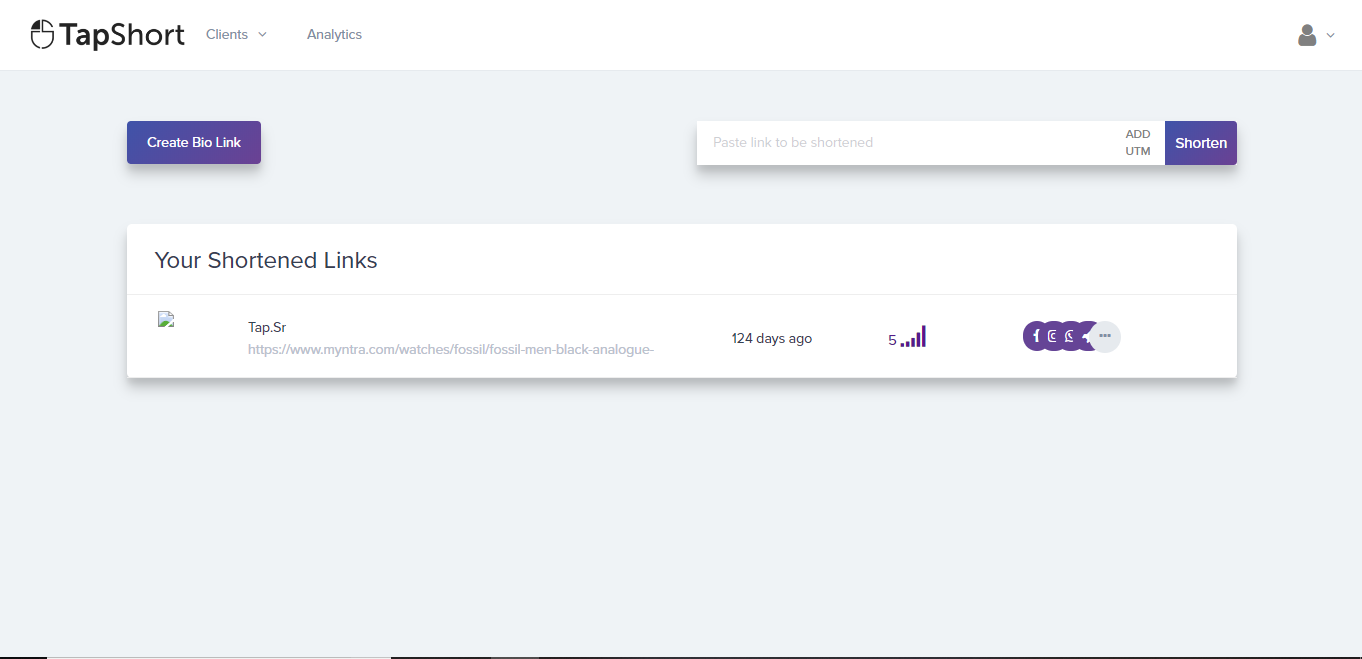 TapShort
Clients
Analytics
Create Bio Link
Paste link to be shortened
ADD
UTM
Shorten
Your Shortened Links
Tap.Sr
https://www.myntra.com/watches/fossil/fossil-men-black-analogue-
124 days ago
5